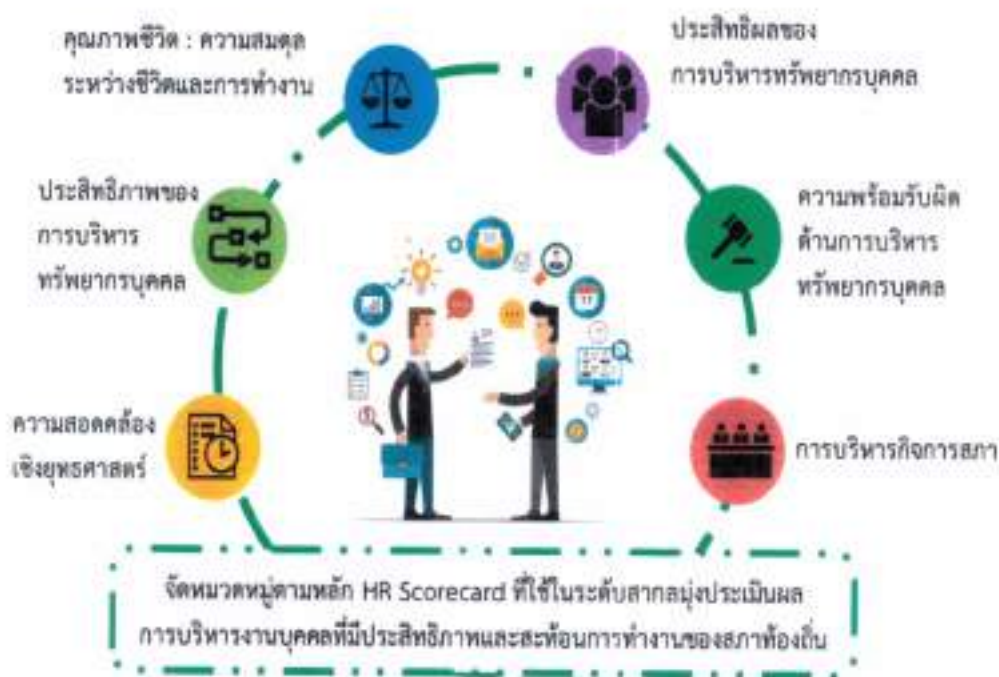 คุณภาพชีวิต : ความสมดุล
ระหว่างชีวิตและการทำงาน
ประสิทธิผลของ
การบริหารทรัพยากรบุคคล
ประสิทธิภาพของ
การบริหาร
ทรัพยากรบุคคล
ความพร้อมรับผิด
ด้านการบริหาร
ทรัพยากรบุคคล
ความสอดคล้อง
เชิงยุทธศาสตร์
การบริหารกิจการสภา
จัดหมวดหมู่ตามหลัก HR Scorecard ที่ใช้ในระดับสากลมุ่งประเมินผล
การบริหารงานบุคคลที่มีประสิทธิภาพและสะท้อนการทำงานของสภาท้องถิ่น